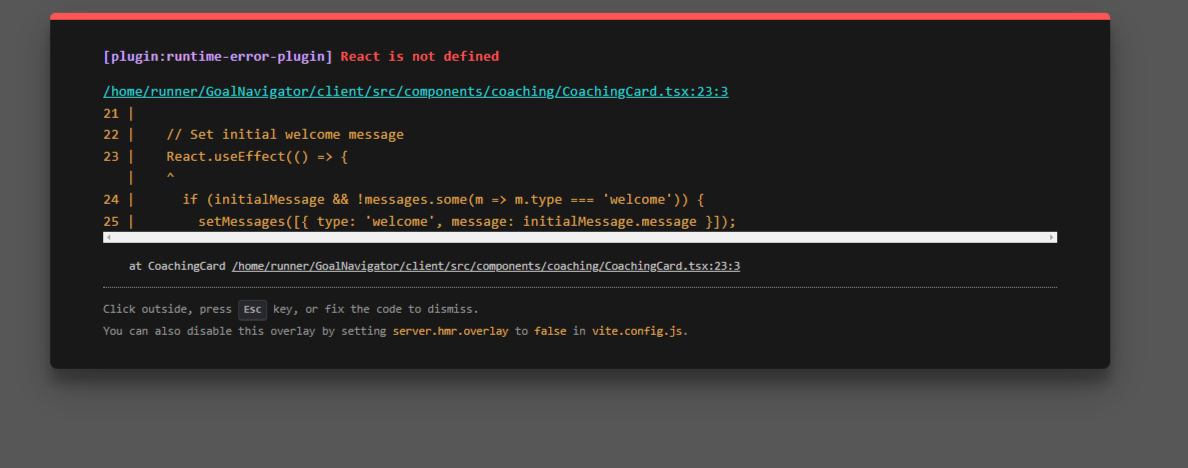 [plugin:runtime-error-plugin] React is not defined
/home/runner/GoalNavigator/client/src/components/coaching/CoachingCard.tsx:23:3
21 |
22 |    // Set initial welcome message
23 |    React.useEffect(() => {
   |    ^
24 |      if (initialMessage && !messages.some(m => m.type === 'welcome')) {
25 |        setMessages([{ type: 'welcome', message: initialMessage.message }]);
at CoachingCard /home/runner/GoalNavigator/client/src/components/coaching/CoachingCard.tsx:23:3
Click outside, press Esc key, or fix the code to dismiss.
You can also disable this overlay by setting server.hmr.overlay to false in vite.config.js.